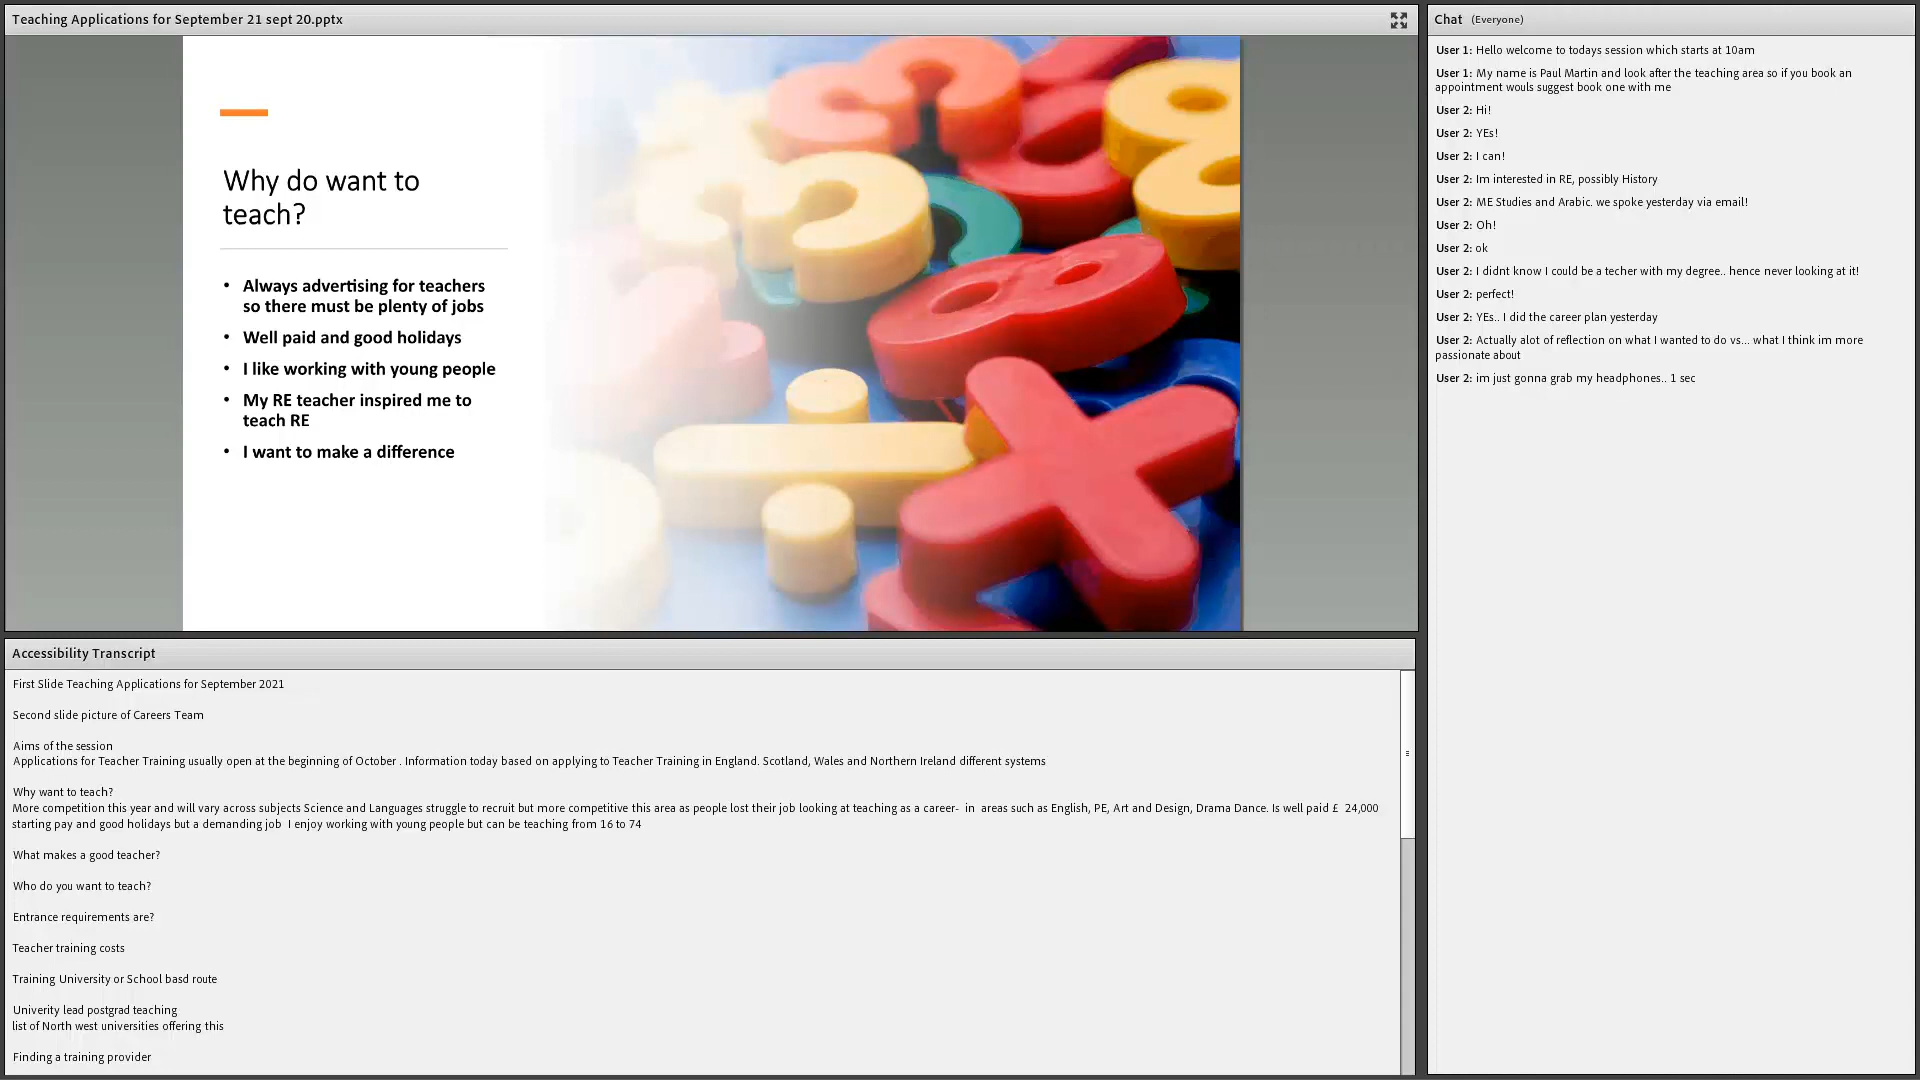 Teaching Applications for September 21 sept 20.pptx
Why do want to
teach?
• Always advertising for teachers
so there must be plenty of jobs
• Well paid and good holidays
• I like working with young people
• My RE teacher inspired me to
teach RE
• I want to make a difference
Accessibility Transcript
First Slide Teaching Applications for September 2021
Second slide picture of Careers Team
Aims of the session
Applications for Teacher Training usually open at the beginning of October . Information today based on applying to Teacher Training in England. Scotland, Wales and Northern Ireland different systems
Why want to teach?
More competition this year and will vary across subjects Science and Languages struggle to recruit but more competitive this area as people lost their job looking at teaching as a career-  in  areas such as English, PE, Art and Design, Drama Dance. Is well paid £  24,000
starting pay and good holidays but a demanding job  I enjoy working with young people but can be teaching from 16 to 74
What makes a good teacher?
Who do you want to teach?
Entrance requirements are?
Teacher training costs
Training University or School basd route
Univerity lead postgrad teaching
list of North west universities offering this
Finding a training provider
Chat (Everyone)
User 1: Hello welcome to todays session which starts at 10am
User 1: My name is Paul Martin and look after the teaching area so if you book an
appointment wouls suggest book one with me
User 2: Hi!
User 2: YEs!
User 2: I can!
User 2: Im interested in RE, possibly History
User 2: ME Studies and Arabic. we spoke yesterday via email!
User 2: Oh!
User 2: ok
User 2: I didnt know I could be a techer with my degree.. hence never looking at it!
User 2: perfect!
User 2: YEs.. I did the career plan yesterday
User 2: Actually alot of reflection on what I wanted to do vs... what I think im more
passionate about
User 2: im just gonna grab my headphones.. 1 sec